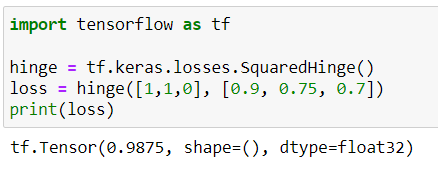 import tensorflow as tf
hinge = tf.keras.losses.SquaredHinge()
loss = hinge([1,1,0], [0.9, 0.75, 0.7])
print(loss)
tf.Tensor(0.9875, shape=(), dtype=float32)